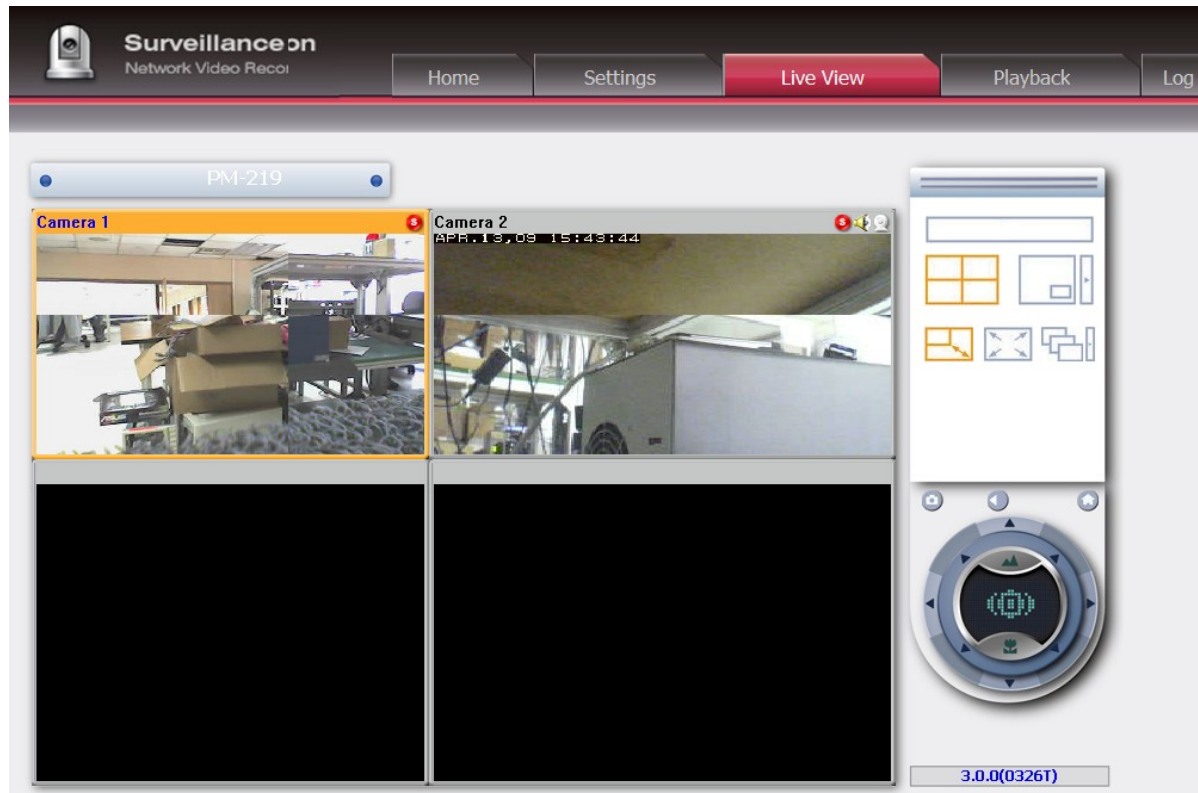 Surveillance on
Network Video Recor
Home
Settings
Live View
Playback
Log
PM-219
Camera 1
S
Camera 2
S
APR.13,09 15:43:44
3.0.0(0326T)